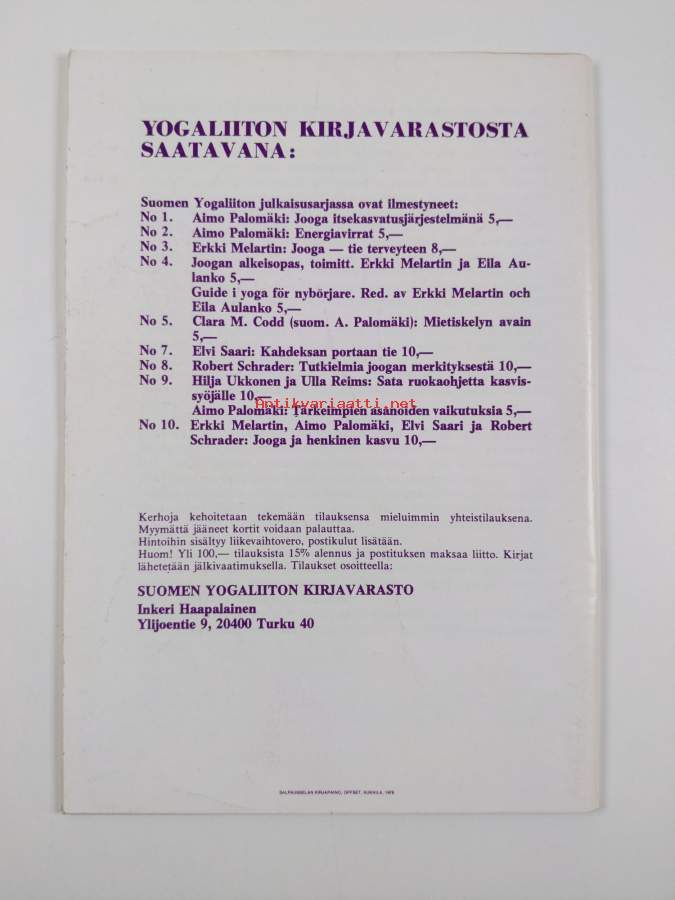 YOGALIITON KIRJAVARASTOSTA
SAATAVANA:
Suomen Yogaliiton julkaisusarjassa ovat ilmestyneet:
No 1. Aimo Palomäki: Jooga itsekasvatusjärjestelmänä 5,—
No 2. Aimo Palomäki: Energiavirrat 5,—
No 3. Erkki Melartin: Jooga — tie terveyteen 8,—
No 4. Joogan alkeisopas, toimitt. Erkki Melartin ja Eila Au-
lanko 5,—
Guide i yoga för nybörjare. Red. av Erkki Melartin och
Eila Aulanko 5,—
No 5. Clara M. Codd (suom. A. Palomäki): Mietiskelyn avain
5,—
No 7. Elvi Saari: Kahdeksan portaan tie 10,—
No 8. Robert Schrader: Tutkielmia joogan merkityksestä 10,—
No 9. Hilja Ukkonen ja Ulla Reims: Sata ruokaohjetta kasvis-
syöjälle 10,—
Antikvariaatti.net
Aimo Palomäki: Tärkeimpien asanoiden vaikutuksia 5,—
No 10. Erkki Melartin, Aimo Palomäki, Elvi Saari ja Robert
Schrader: Jooga ja henkinen kasvu 10,—
Kerhoja kehoitetaan tekemään tilauksensa mieluimmin yhteistilauksena.
Myymättä jääneet kortit voidaan palauttaa.
Hintoihin sisältyy liikevaihtovero, postikulut lisätään.
Huom! Yli 100,— tilauksista 15% alennus ja postituksen maksaa liitto. Kirjat
lähetetään jälkivaatimuksella. Tilaukset osoitteella:
SUOMEN YOGALIITON KIRJAVARASTO
Inkeri Haapalainen
Ylijoentie 9, 20400 Turku 40
SALPAUSSELÄN KIRJAPAINO, OFFSET, KUKKILA, 1978